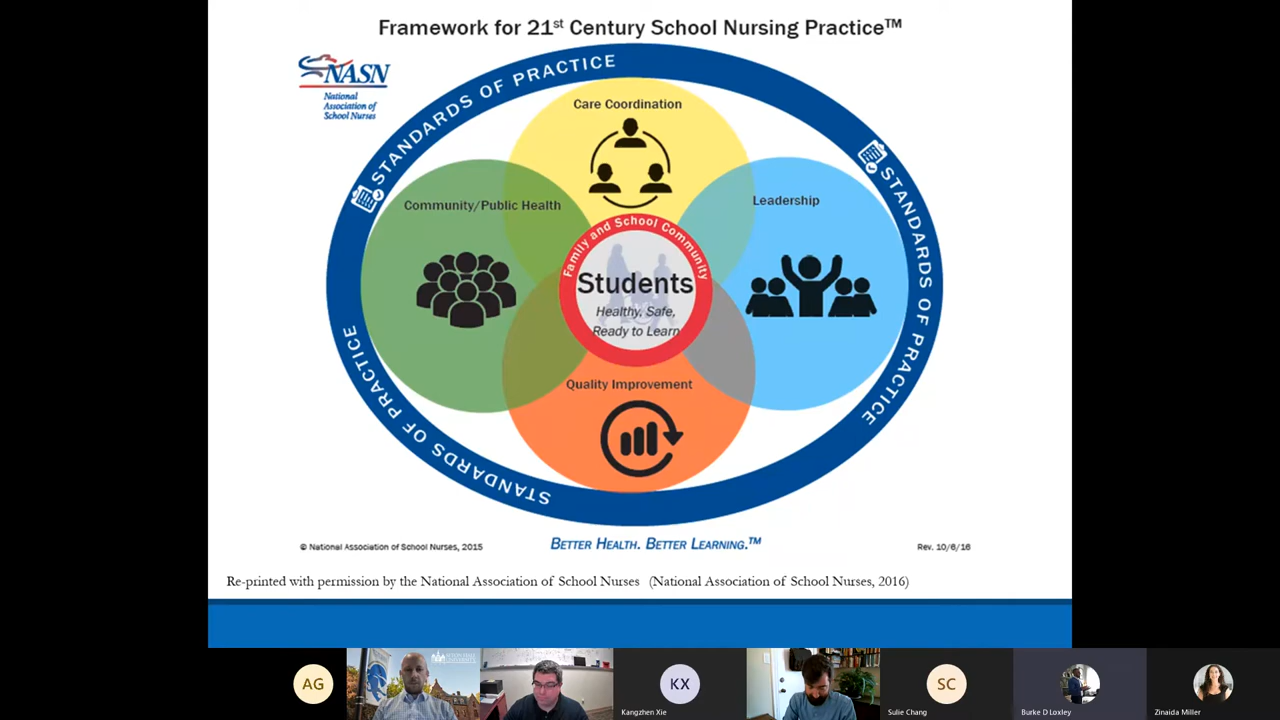 Framework for 21st Century School Nursing Practice™
NASN
National
Association of
School Nurses
STANDARDS OF PRACTICE
STANDARDS OF PRACTICE
STANDARDS OF PRACTICE
Care Coordination
Community/Public Health
Leadership
Family and School Community
Students
Healthy, Safe,
Ready to Learn
Quality Improvement
© National Association of School Nurses, 2015
BETTER HEALTH. BETTER LEARNING.™
Rev. 10/6/16
Re-printed with permission by the National Association of School Nurses (National Association of School Nurses, 2016)
AG
KX
Kangzhen Xie
SC
Sulie Chang
Burke D Loxley
Zinaida Miller